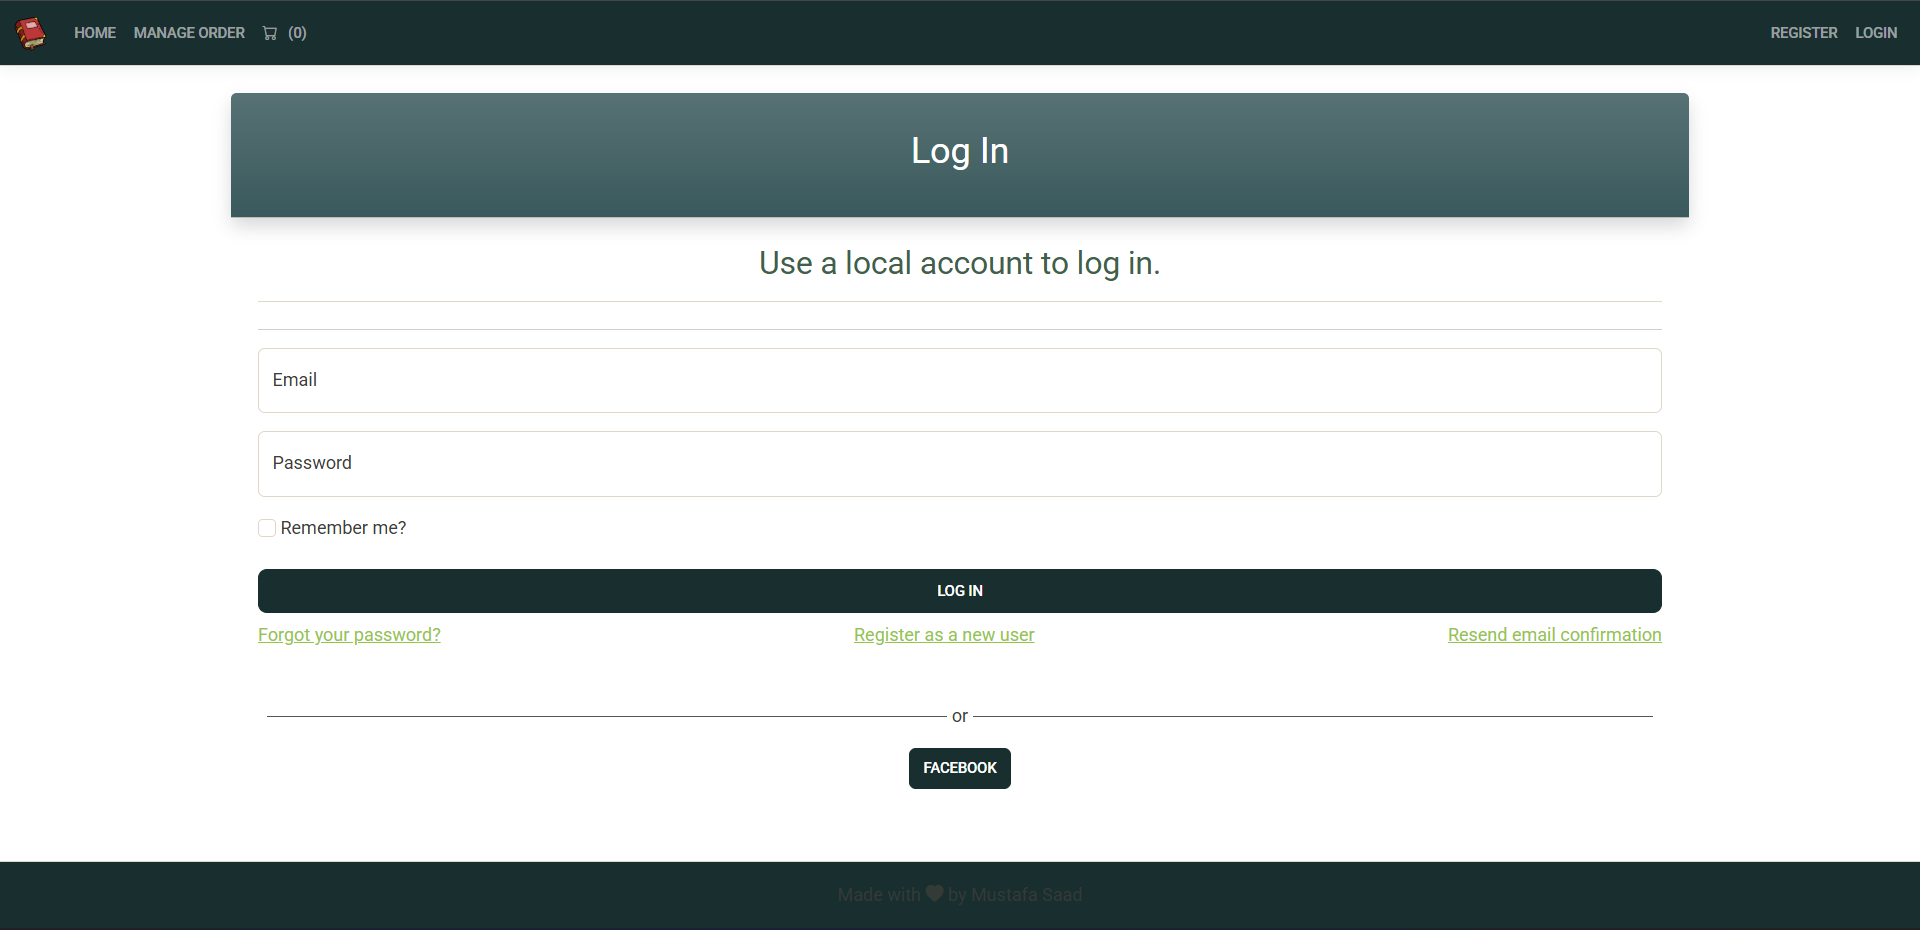 HOME MANAGE ORDER (0) REGISTER LOGIN
Log In
Use a local account to log in.
Email
Password
Remember me?
LOG IN
Forgot your password? Register as a new user Resend email confirmation
or
FACEBOOK
Made with by Mustafa Saad